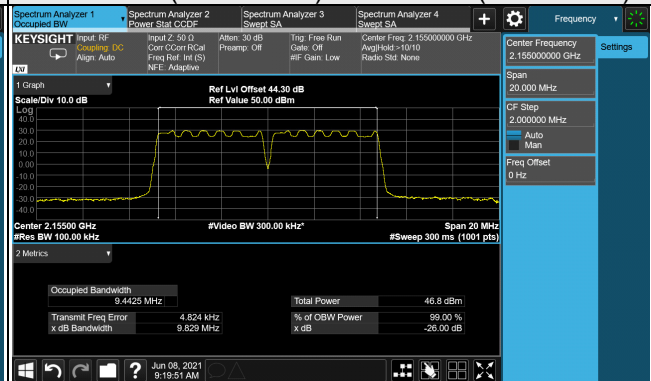 Spectrum Analyzer 1
Occupied BW
Spectrum Analyzer 2
Power Stat CCDF
Spectrum Analyzer 3
Swept SA
Spectrum Analyzer 4
Swept SA
+
Frequency
KEYSIGHT
Input: RF
Coupling: DC
Align: Auto
Input Z: 50 Ω
Corr CCorr RCal
Freq Ref: Int (S)
NFE: Adaptive
Atten: 30 dB
Preamp: Off
Trig: Free Run
Gate: Off
#IF Gain: Low
Center Freq: 2.155000000 GHz
Avg|Hold:>10/10
Radio Std: None
LXI
Center Frequency
2.155000000 GHz
Settings
Span
20.000 MHz
CF Step
2.000000 MHz
Auto
Man
Freq Offset
0 Hz
1 Graph
Scale/Div 10.0 dB
Ref Lvl Offset 44.30 dB
Ref Value 50.00 dBm
Log
40.0
30.0
20.0
10.0
0.00
-10.0
-20.0
-30.0
-40.0
Center 2.15500 GHz
#Res BW 100.00 kHz
#Video BW 300.00 kHz*
Span 20 MHz
#Sweep 300 ms (1001 pts)
2 Metrics
Occupied Bandwidth
9.4425 MHz
Transmit Freq Error 4.824 kHz
x dB Bandwidth 9.829 MHz
Total Power 46.8 dBm
% of OBW Power 99.00 %
x dB -26.00 dB
?
Jun 08, 2021
9:19:51 AM